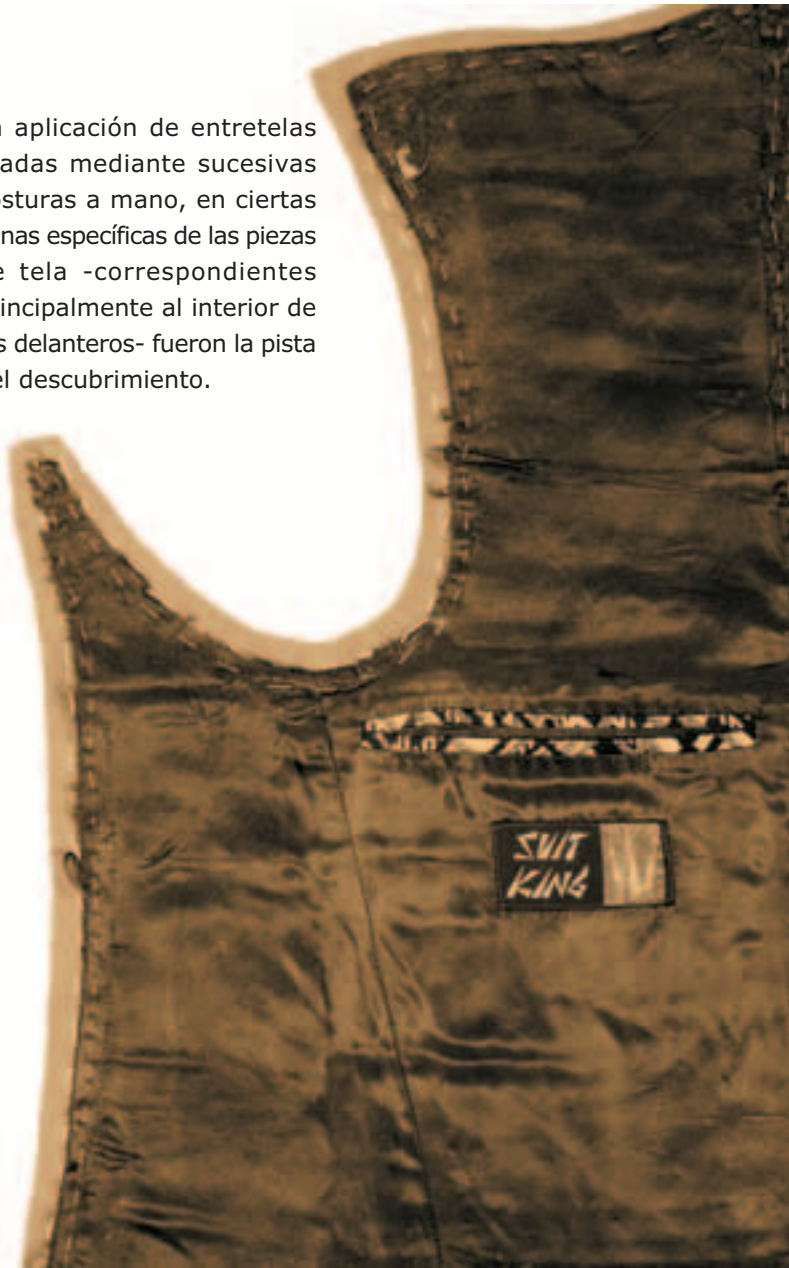 aplicación de entretelas
adas mediante sucesivas
osturas a mano, en ciertas
nas específicas de las piezas
e tela -correspondientes
incipalmente al interior de
s delanteros- fueron la pista
el descubrimiento.
SUIT
KING